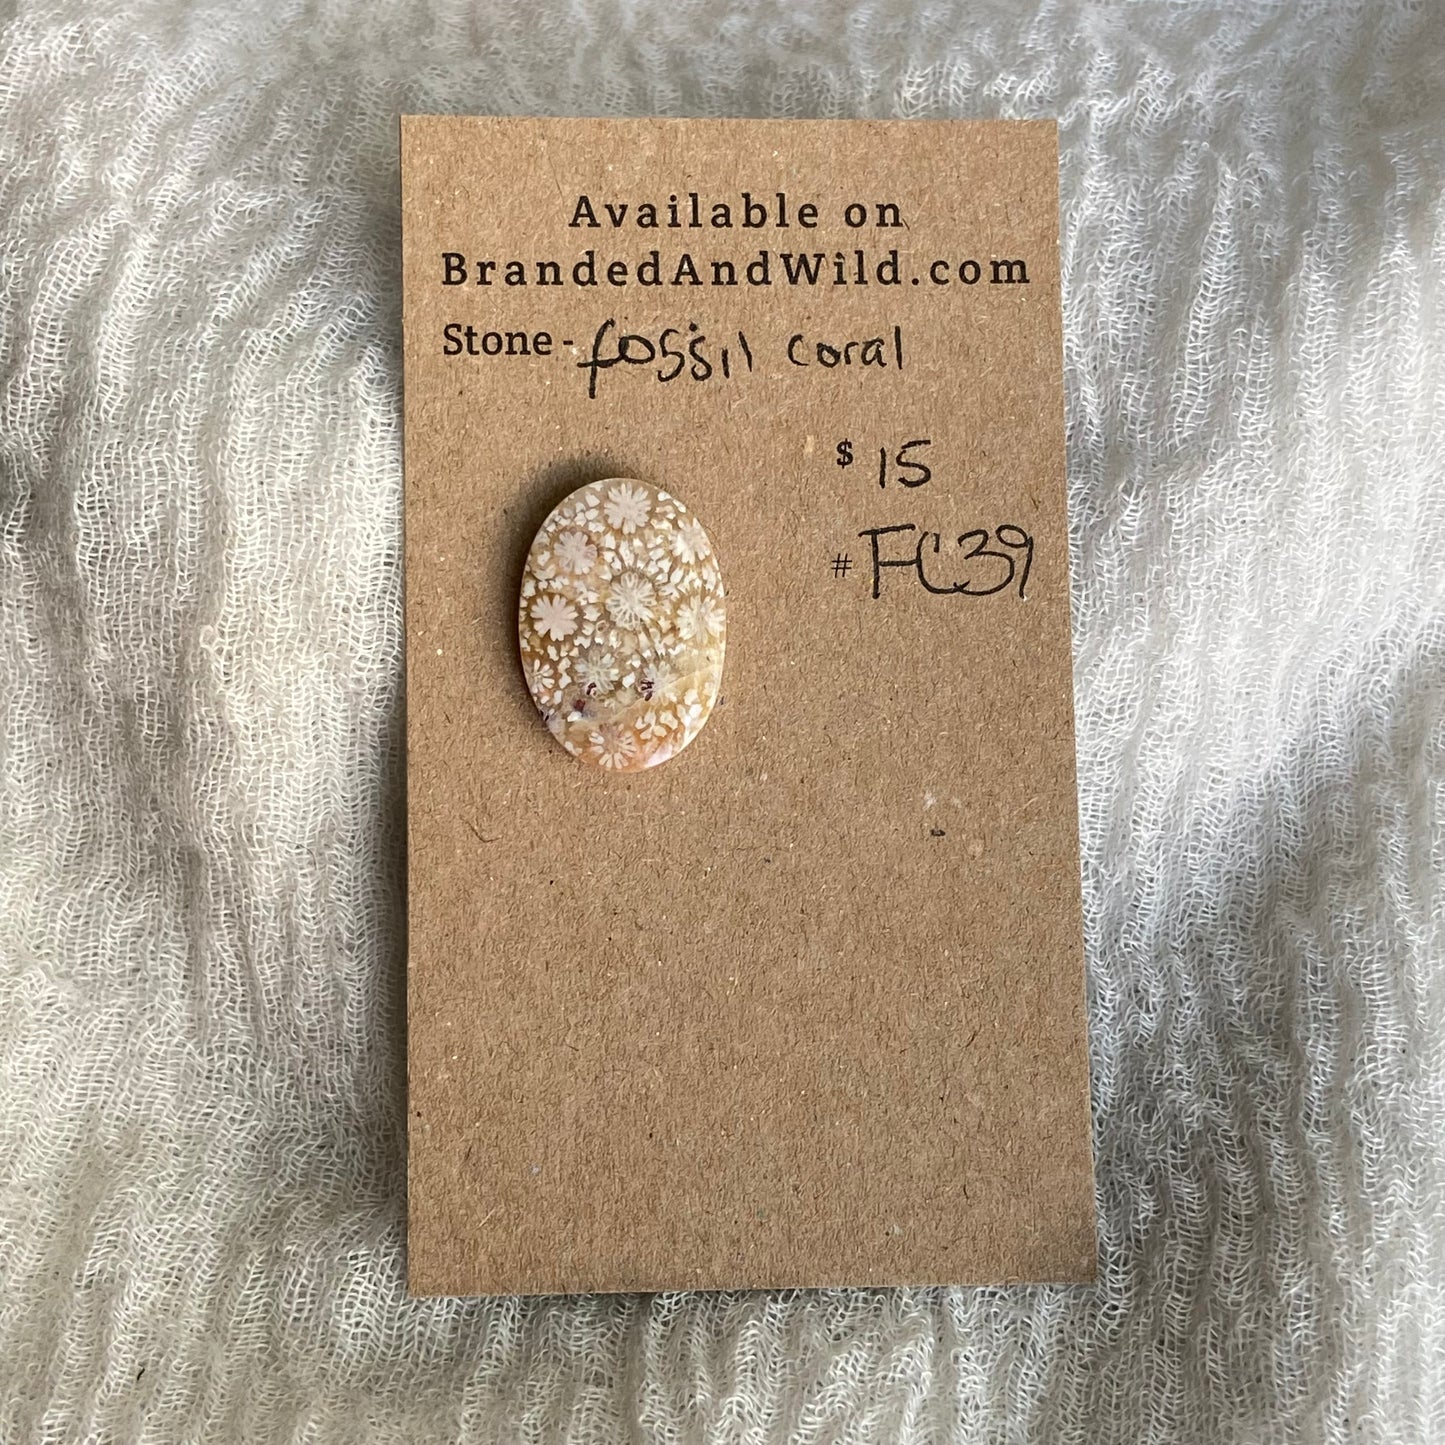 Available on
BrandedAndWild.com
Stone - fossil coral
$ 15
# FC39